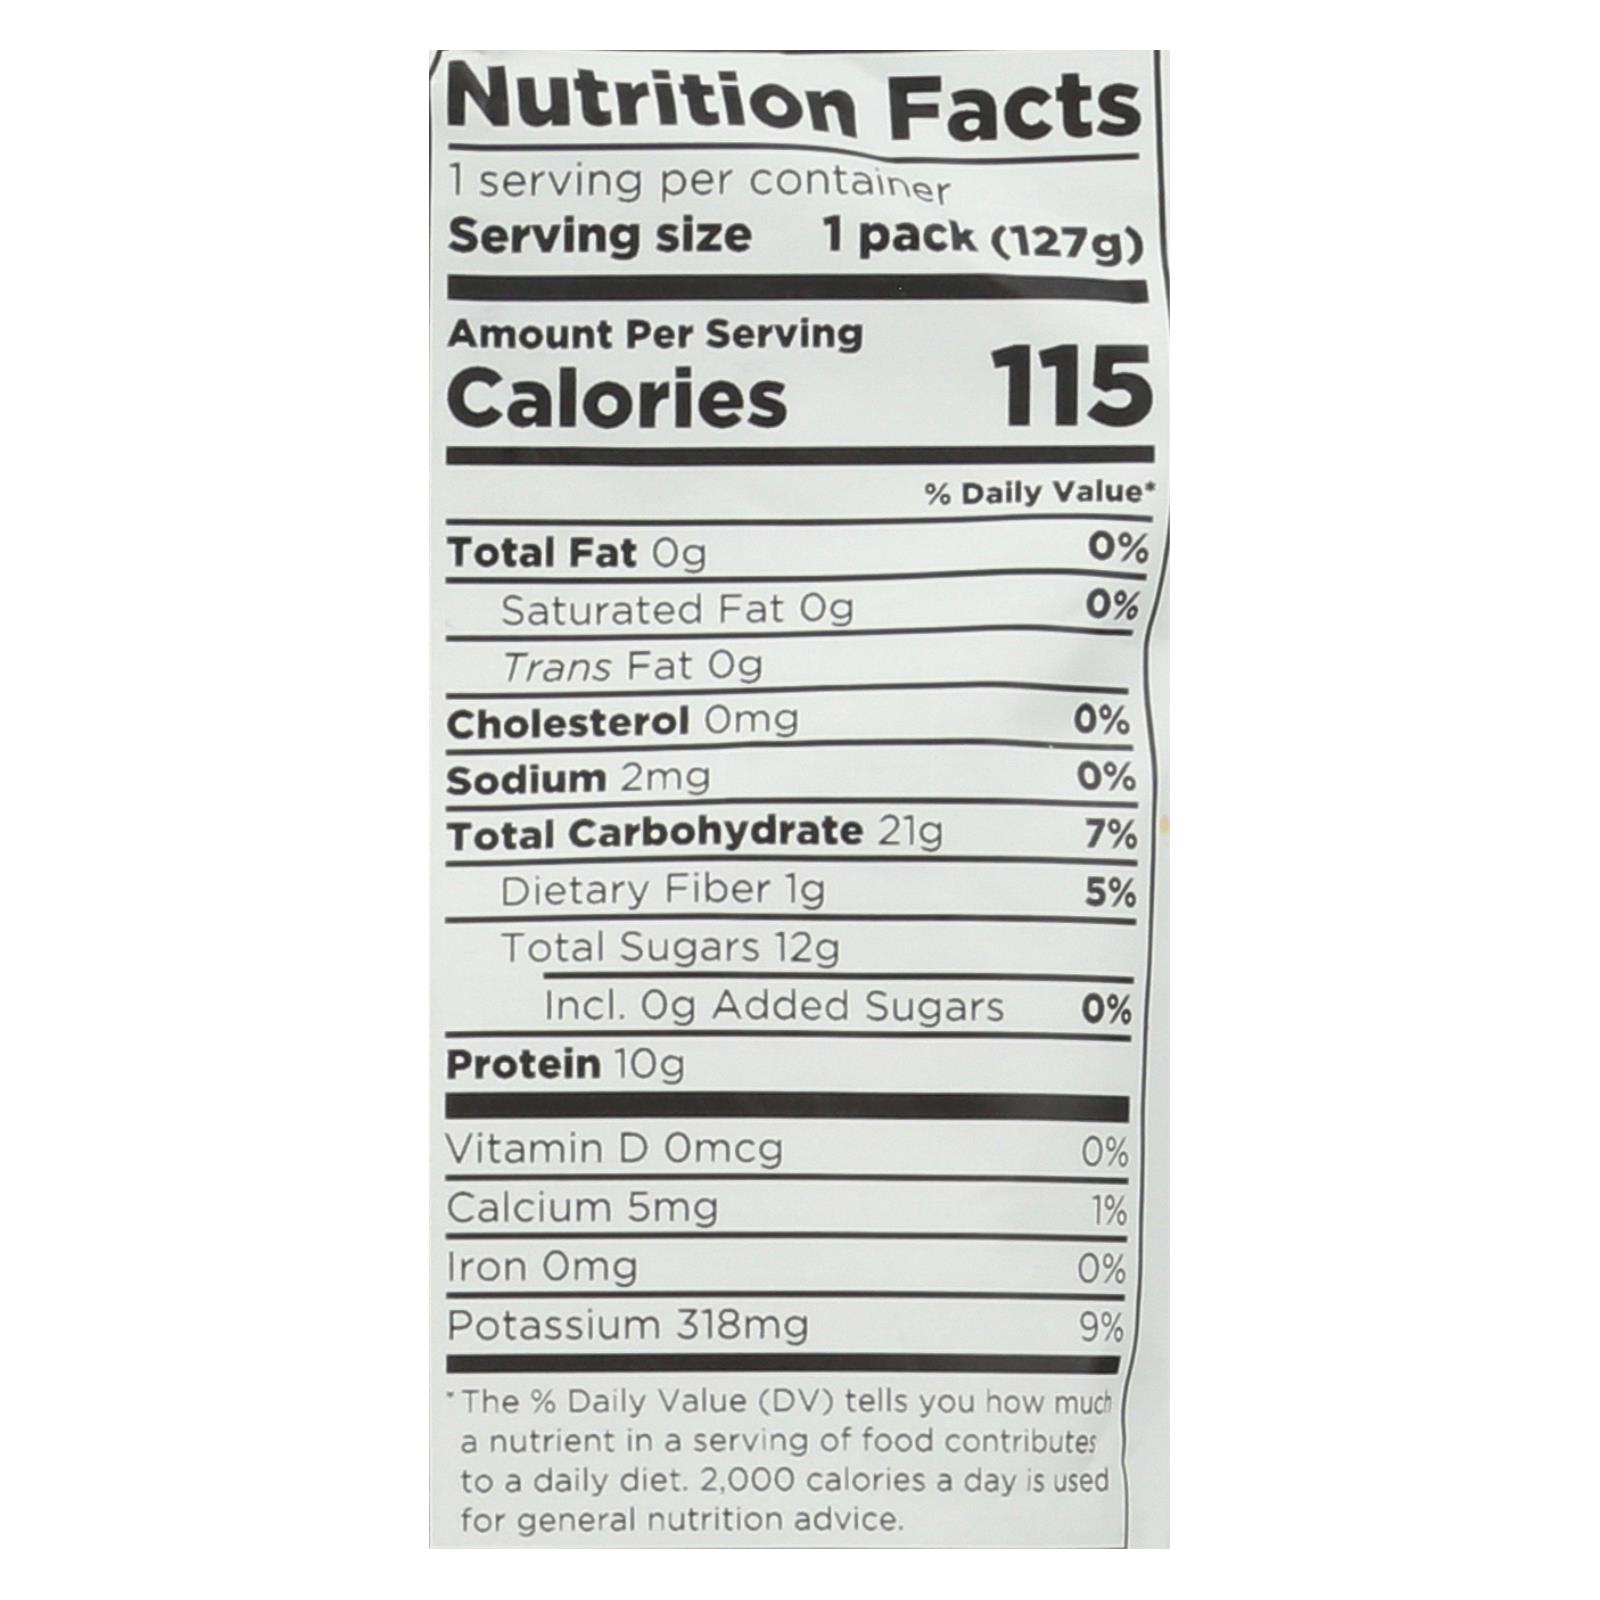 Nutrition Facts
1 serving per container
Serving size 1 pack (127g)
Amount Per Serving
Calories 115
% Daily Value*
Total Fat 0g 0%
Saturated Fat 0g 0%
Trans Fat 0g
Cholesterol 0mg 0%
Sodium 2mg 0%
Total Carbohydrate 21g 7%
Dietary Fiber 1g 5%
Total Sugars 12g
Incl. 0g Added Sugars 0%
Protein 10g
Vitamin D 0mcg 0%
Calcium 5mg 1%
Iron 0mg 0%
Potassium 318mg 9%
* The % Daily Value (DV) tells you how much
a nutrient in a serving of food contributes
to a daily diet. 2,000 calories a day is used
for general nutrition advice.